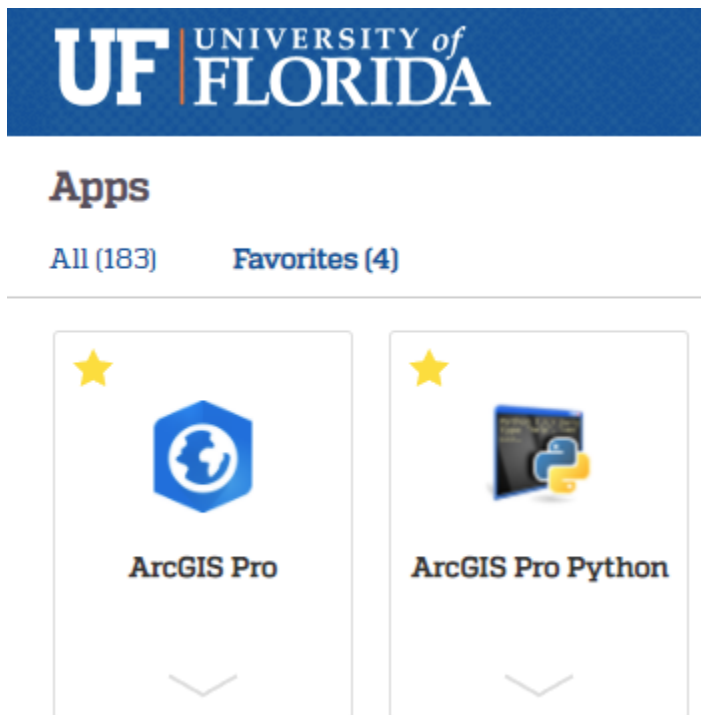 UF UNIVERSITY of
FLORIDA
Apps
All (183) Favorites (4)
ArcGIS Pro ArcGIS Pro Python